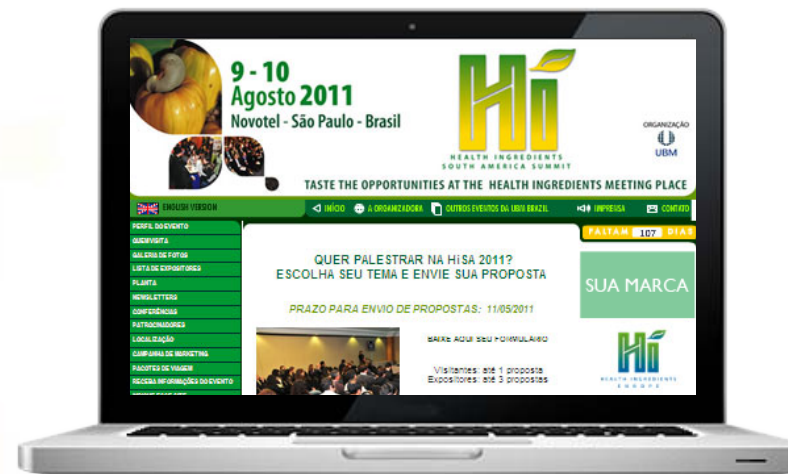 9 - 10
Agosto 2011
Novotel - São Paulo - Brasil
Hi
HEALTH INGREDIENTS
SOUTH AMERICA SUMMIT
ORGANIZAÇÃO
UBM
TASTE THE OPPORTUNITIES AT THE HEALTH INGREDIENTS MEETING PLACE
ENGLISH VERSION
INÍCIO
A ORGANIZADORA
OUTROS EVENTOS DA UBM BRAZIL
IMPRENSA
CONTATO
PERFIL DO EVENTO
QUEM VISITA
GALERIA DE FOTOS
LISTA DE EXPOSITORES
PLANTA
NEWSLETTERS
CONFERÊNCIAS
PATROCINADORES
LOCALIZAÇÃO
CAMPANHA DE MARKETING
PACOTES DE VIAGEM
RECEBA INFORMAÇÕES DO EVENTO
QUER PALESTRAR NA HiSA 2011?
ESCOLHA SEU TEMA E ENVIE SUA PROPOSTA
PRAZO PARA ENVIO DE PROPOSTAS: 11/05/2011
BAIXE AQUI SEU FORMULÁRIO
Visitantes: até 1 proposta
Expositores: até 3 propostas
FALTAM 107 DIAS
SUA MARCA
Hi
HEALTH INGREDIENTS
EUROPE